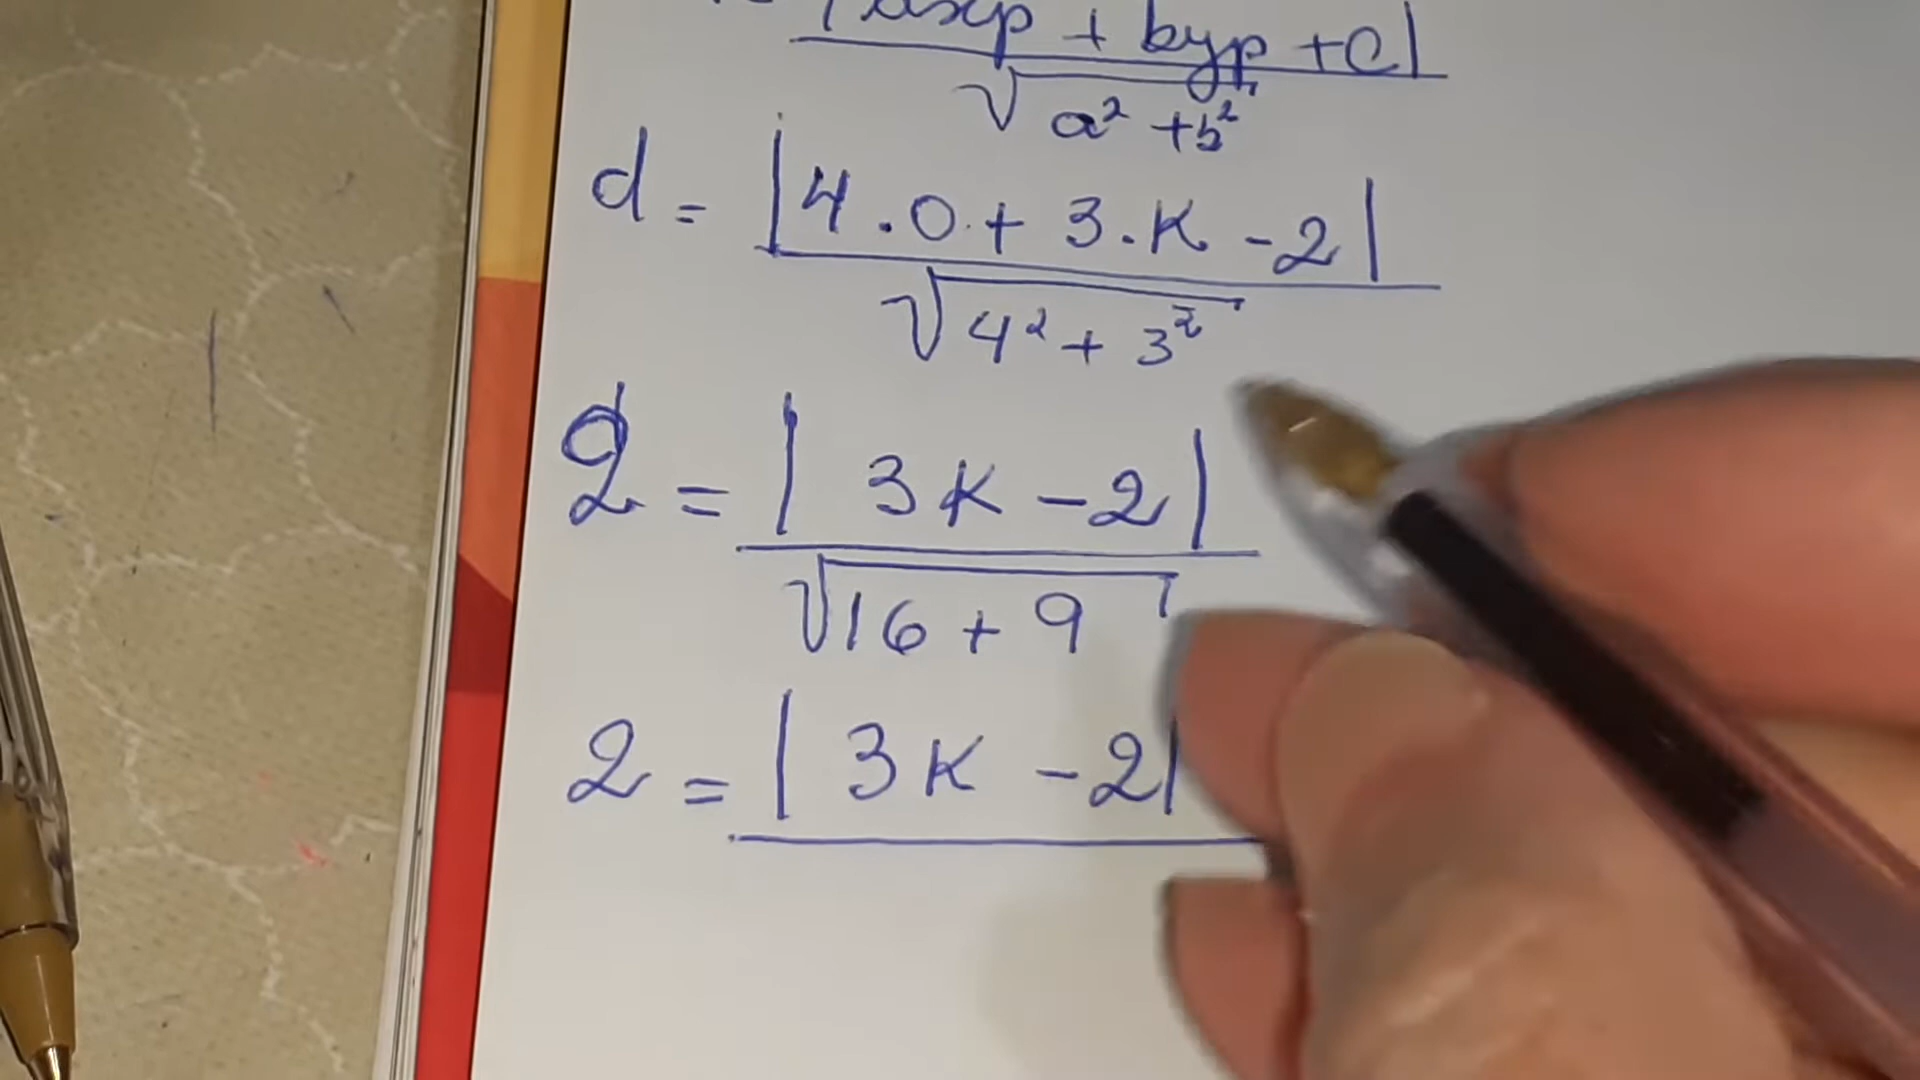 |axp + byp + c|
√a² + b²
d = |4.0 + 3.K - 2|
√4² + 3²
2 = | 3K - 2|
√16 + 9
2 = | 3K - 2|